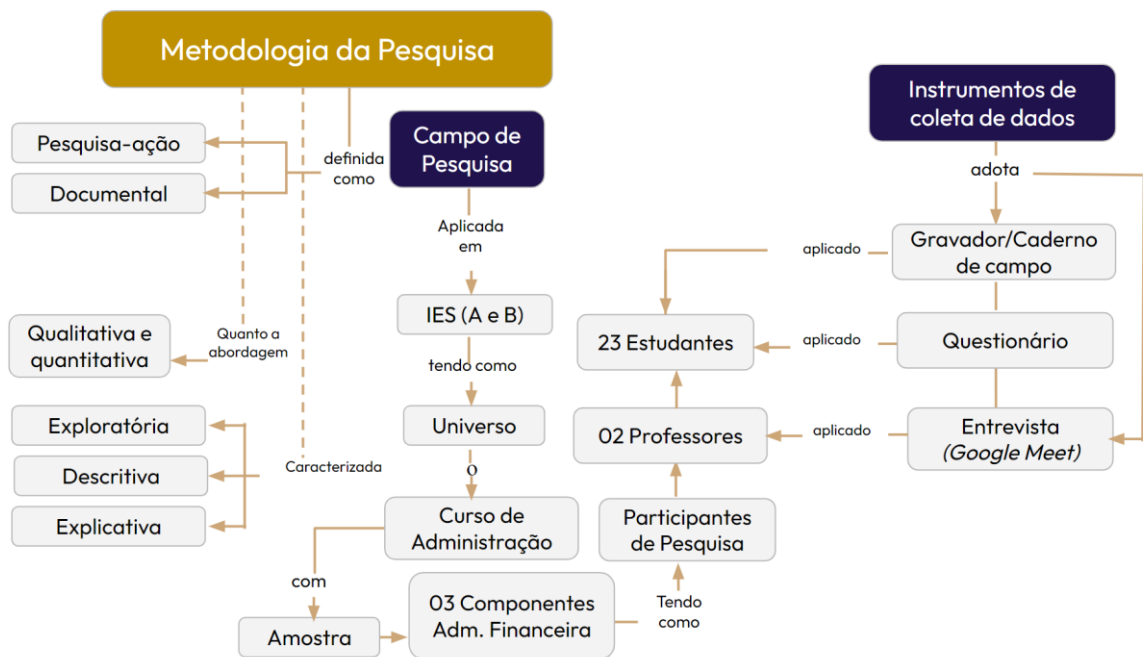 Metodologia da Pesquisa
Pesquisa-ação
Documental
definida
como
Qualitativa e
quantitativa
Quanto a
abordagem
Exploratória
Descritiva
Explicativa
Caracterizada
Campo de
Pesquisa
Aplicada
em
IES (A e B)
tendo como
Universo
o
Curso de
Administração
com
Amostra
03 Componentes
Adm. Financeira
Tendo
como
Participantes
de Pesquisa
02 Professores
23 Estudantes
Instrumentos de
coleta de dados
adota
Gravador/Caderno
de campo
aplicado
Questionário
aplicado
Entrevista
(Google Meet)
aplicado